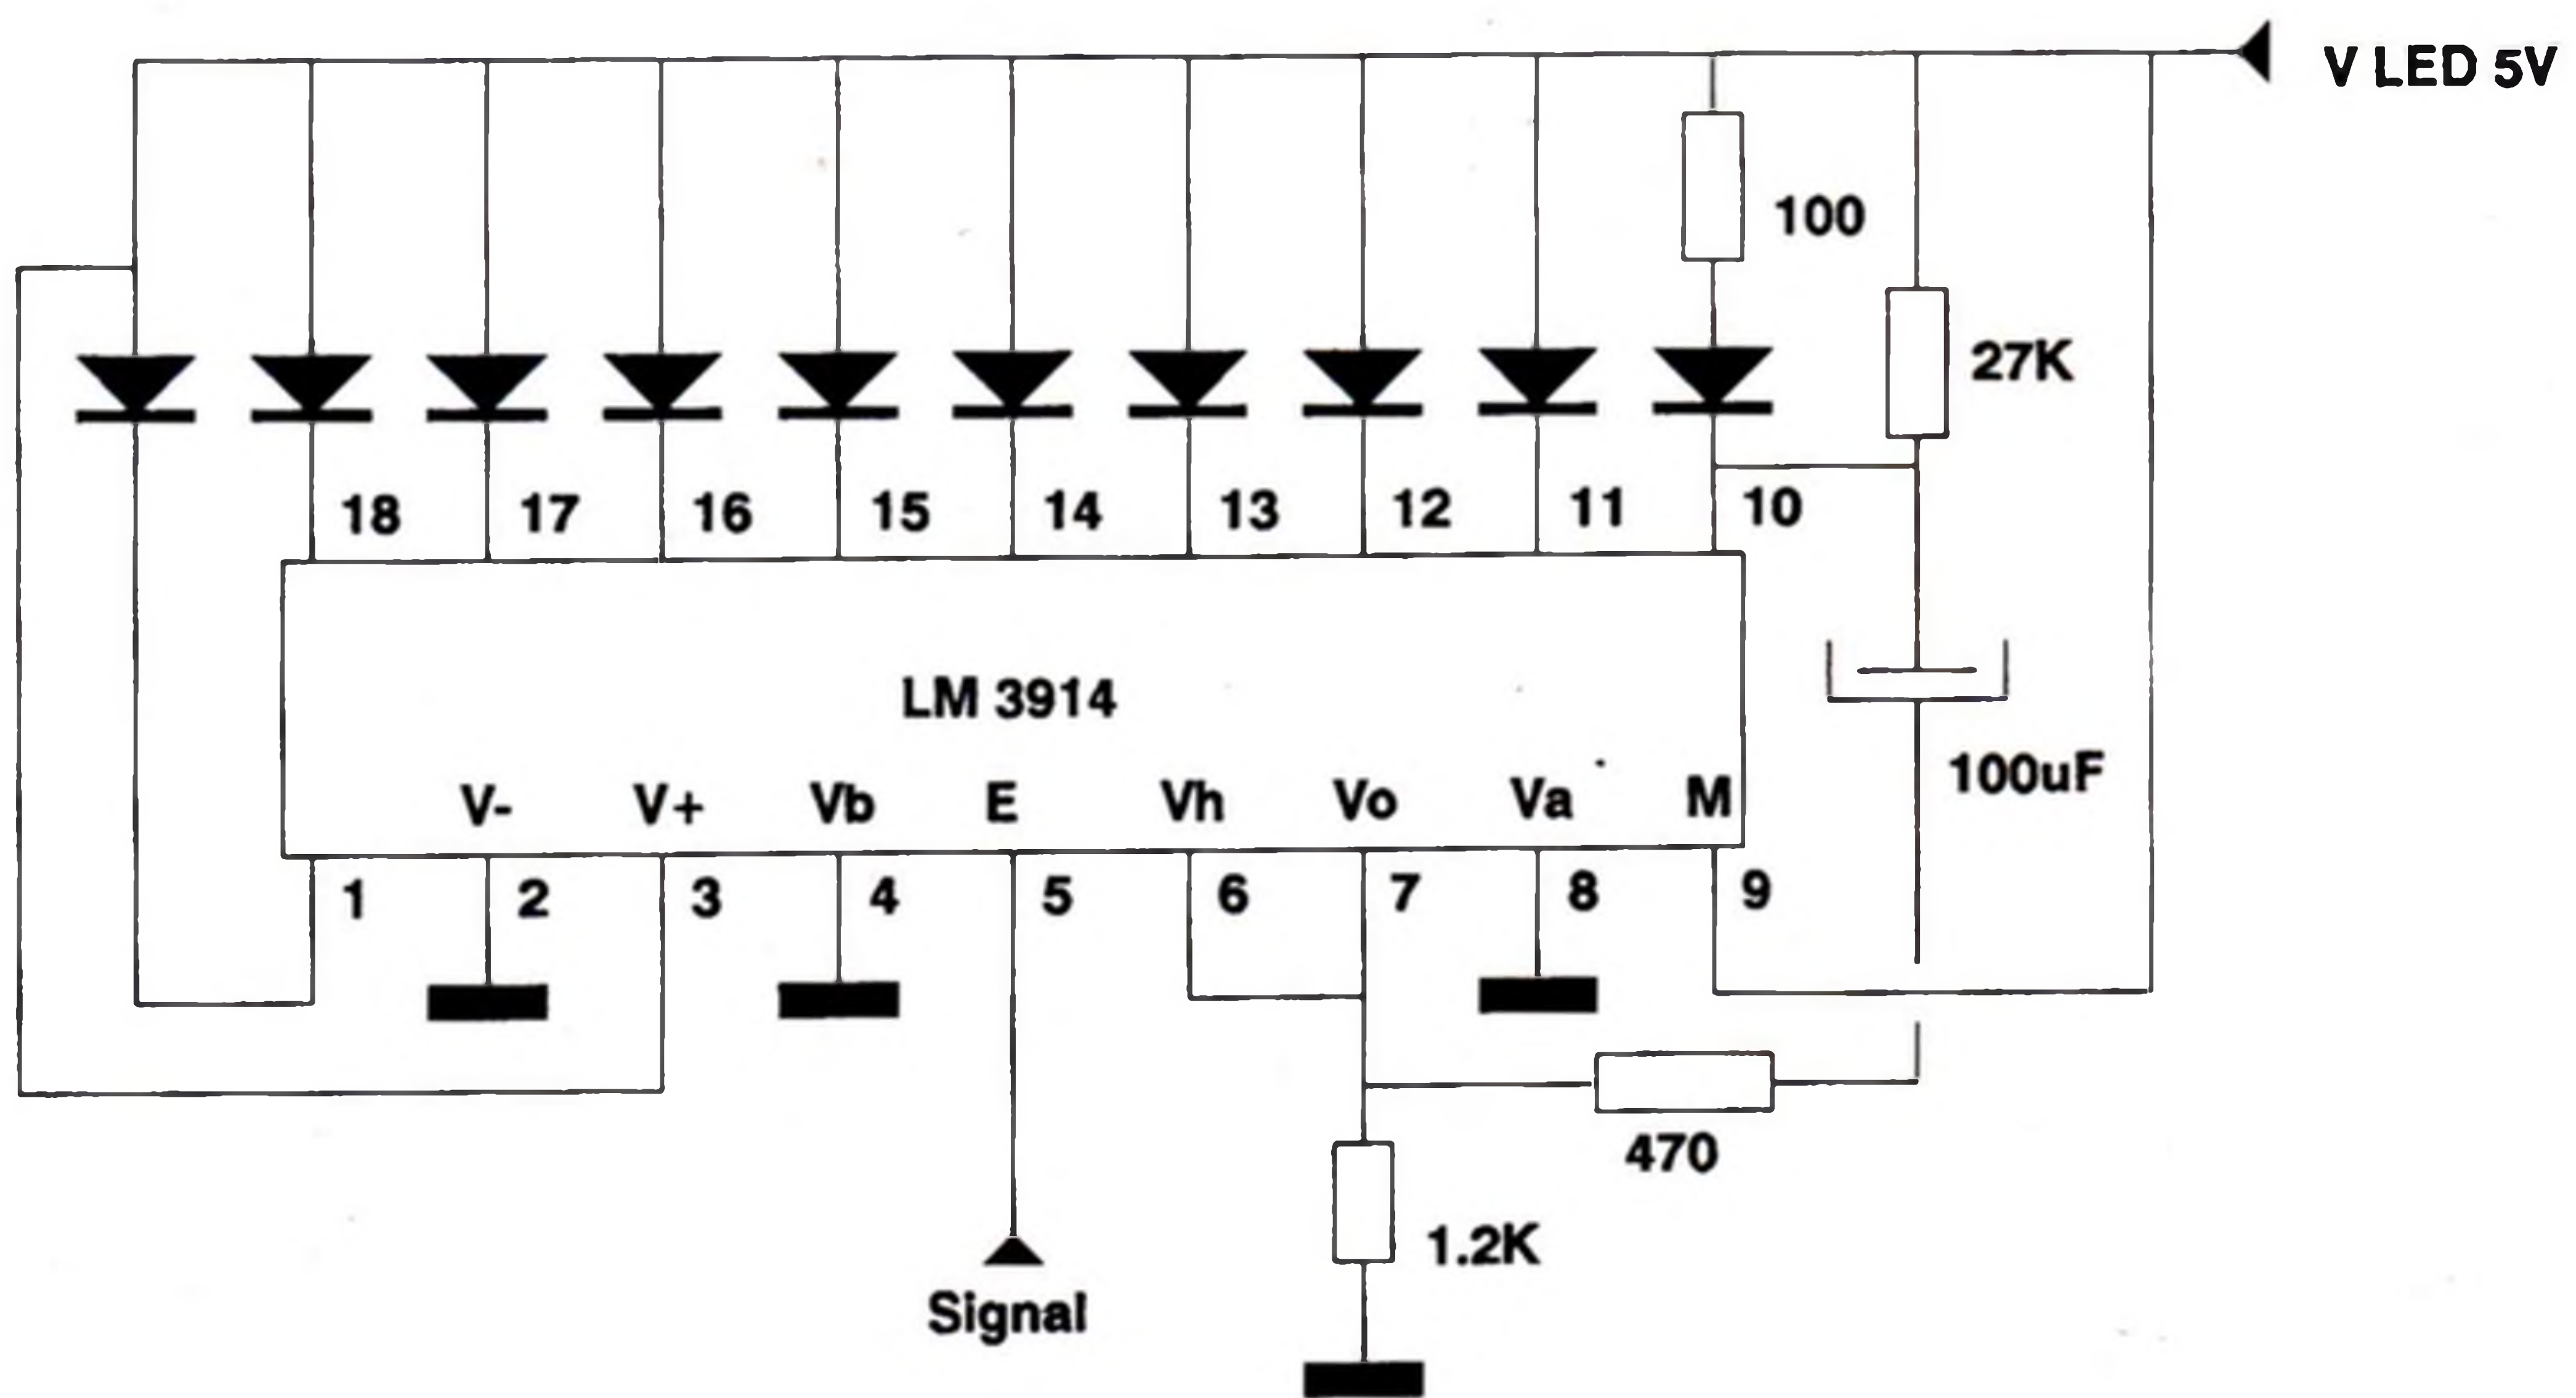 V LED 5V
100
27K
18 17 16 15 14 13 12 11 10
LM 3914
100uF
V- V+ Vb E Vh Vo Va M
1 2 3 4 5 6 7 8 9
470
1.2K
Signal